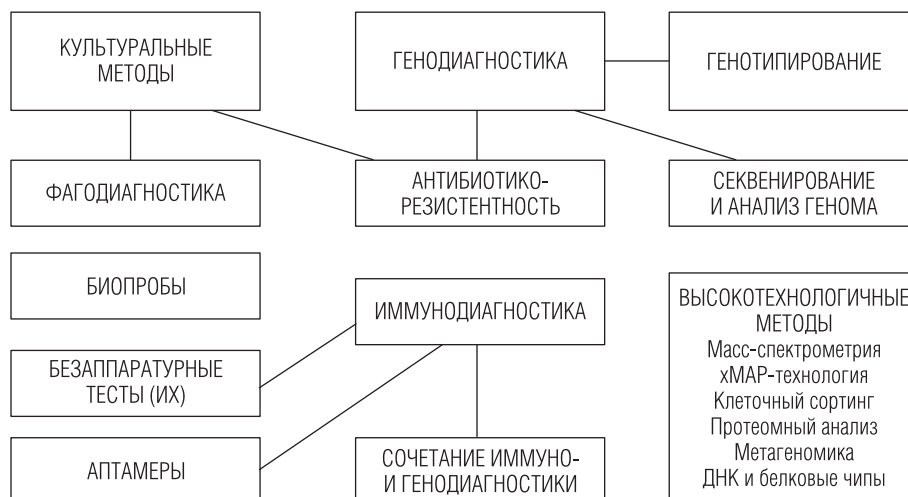 КУЛЬТУРАЛЬНЫЕ
МЕТОДЫ
ГЕНОДИАГНОСТИКА
ГЕНОТИПИРОВАНИЕ
ФАГОДИАГНОСТИКА
АНТИБИОТИКО-
РЕЗИСТЕНТНОСТЬ
СЕКВЕНИРОВАНИЕ
И АНАЛИЗ ГЕНОМА
БИОПРОБЫ
ИММУНОДИАГНОСТИКА
БЕЗАППАРАТУРНЫЕ
ТЕСТЫ (ИХ)
АПТАМЕРЫ
СОЧЕТАНИЕ ИММУНО-
И ГЕНОДИАГНОСТИКИ
ВЫСОКОТЕХНОЛОГИЧНЫЕ
МЕТОДЫ
Масс-спектрометрия
хМАР-технология
Клеточный сортинг
Протеомный анализ
Метагеномика
ДНК и белковые чипы